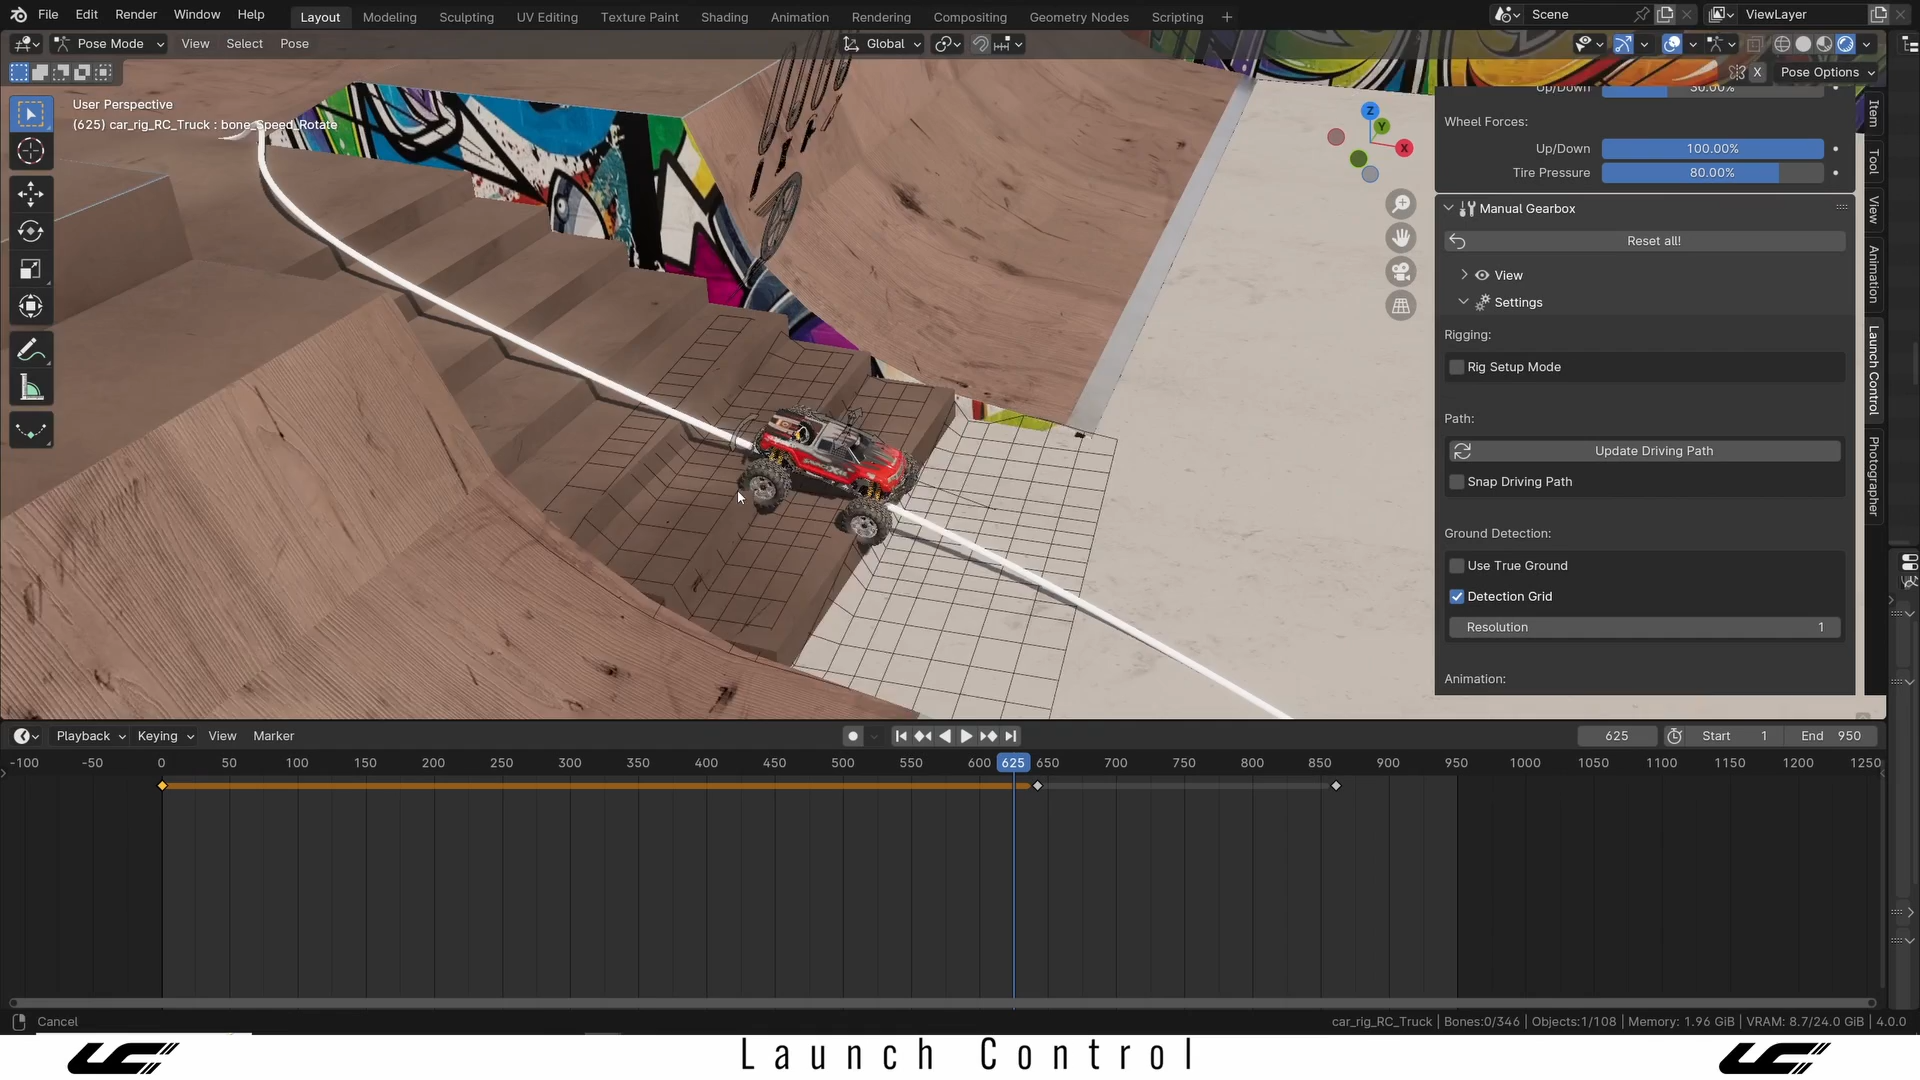 File Edit Render Window Help Layout Modeling Sculpting UV Editing Texture Paint Shading Animation Rendering Compositing Geometry Nodes Scripting + Scene ViewLayer
Pose Mode View Select Pose Global
X Pose Options
User Perspective
(625) car_rig_RC_Truck : bone_Speed_Rotate
Z
Y
X
Up/Down 30.00%
Wheel Forces:
Up/Down 100.00%
Tire Pressure 80.00%
Manual Gearbox
Reset all!
View
Settings
Rigging:
Rig Setup Mode
Path:
Update Driving Path
Snap Driving Path
Ground Detection:
Use True Ground
Detection Grid
Resolution 1
Animation:
Item
Tool
View
Animation
Launch Control
Photographer
Playback Keying View Marker 625 Start 1 End 950
-100 -50 0 50 100 150 200 250 300 350 400 450 500 550 600 625 650 700 750 800 850 900 950 1000 1050 1100 1150 1200 1250
Cancel car_rig_RC_Truck | Bones:0/346 | Objects:1/108 | Memory: 1.96 GiB | VRAM: 8.7/24.0 GiB | 4.0.0
Launch Control